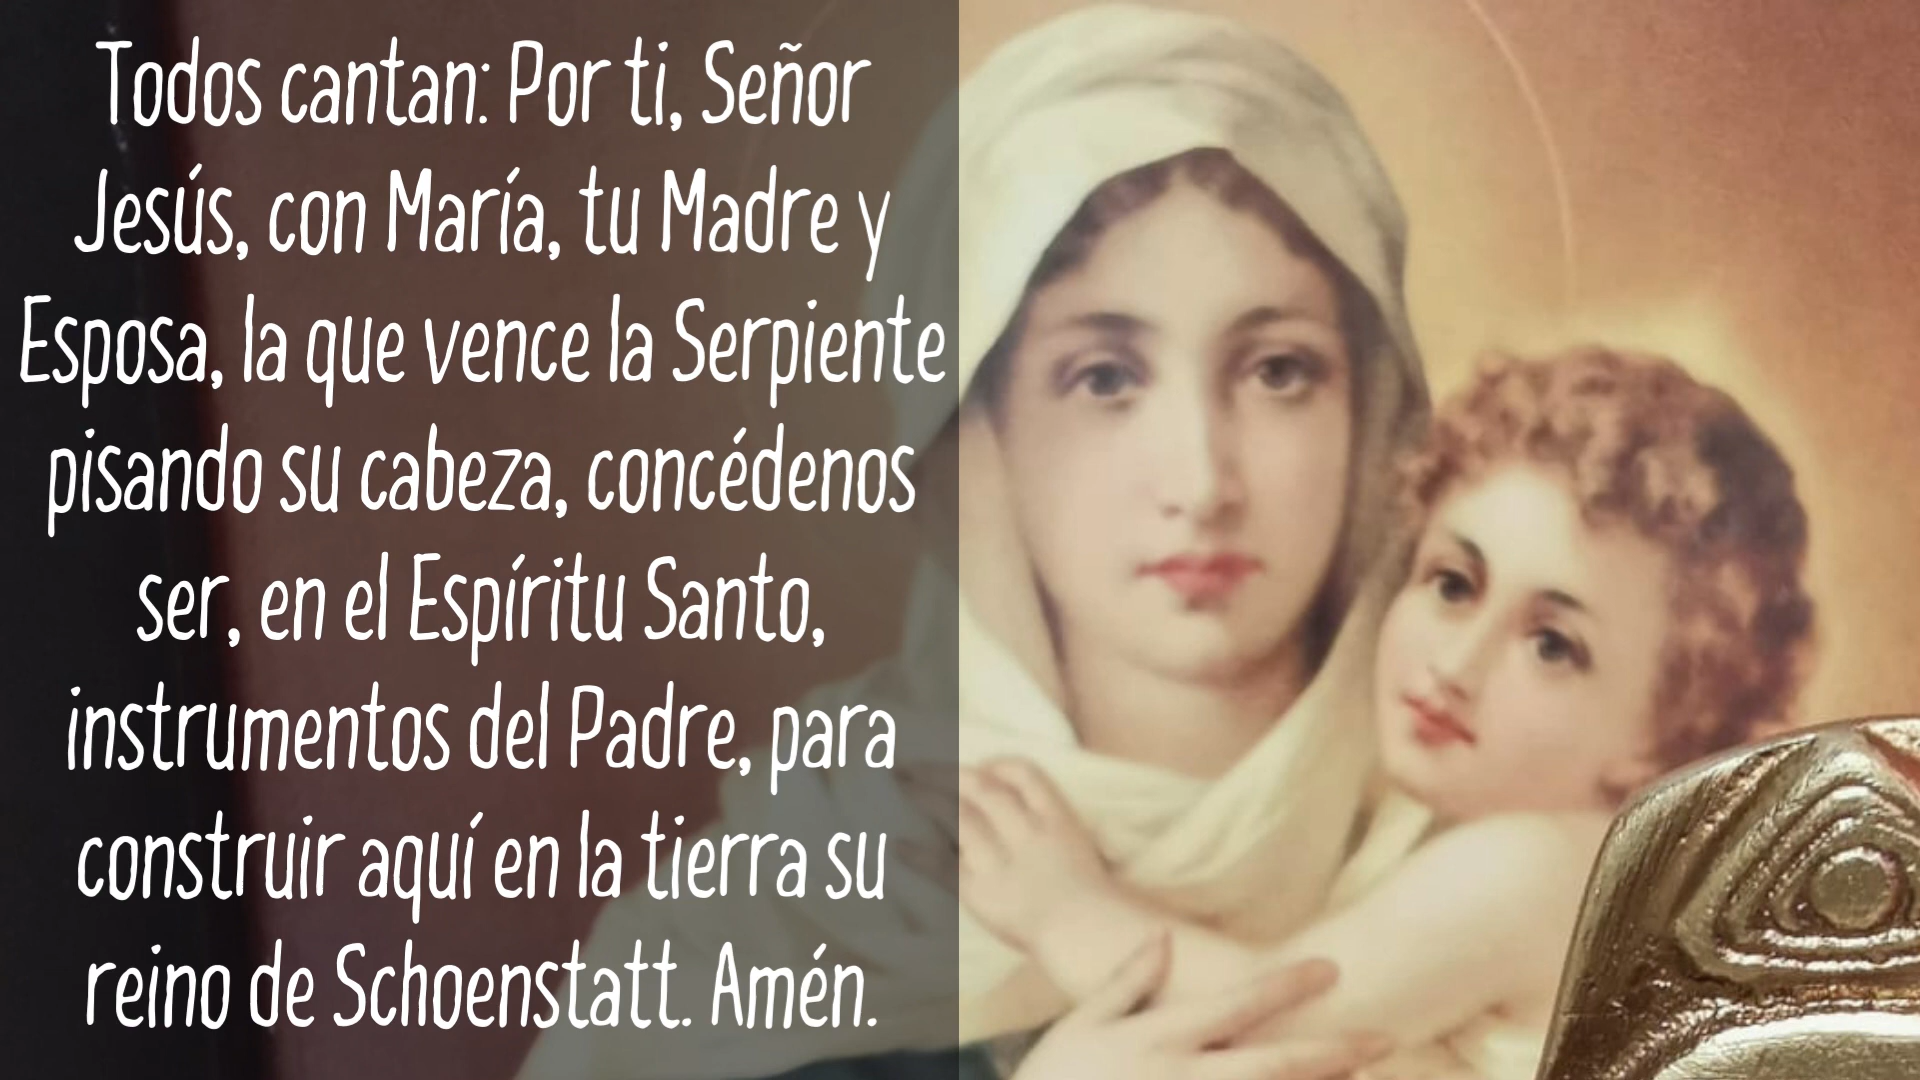 Todos cantan: Por ti, Señor
Jesús, con María, tu Madre y
Esposa, la que vence la Serpiente
pisando su cabeza, concédenos
ser, en el Espíritu Santo,
instrumentos del Padre, para
construir aquí en la tierra su
reino de Schoenstatt. Amén.